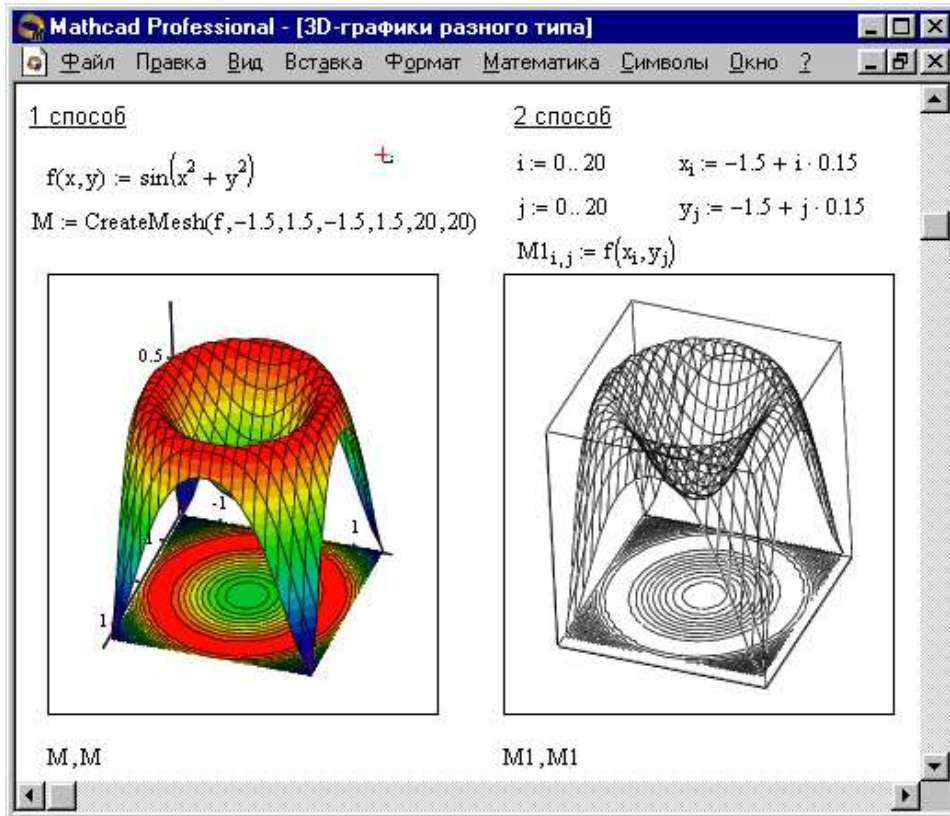 Mathcad Professional - [3D-графики разного типа]
Файл Правка Вид Вставка Формат Математика Символы Окно ?
1 способ
f(x,y) := sin(x² + y²)
M := CreateMesh(f,-1.5,1.5,-1.5,1.5,20,20)
0.5
-1
1
-1
1
M,M
2 способ
i := 0.. 20 xᵢ := -1.5 + i · 0.15
j := 0.. 20 yⱼ := -1.5 + j · 0.15
M1ᵢ,ⱼ := f(xᵢ,yⱼ)
M1,M1